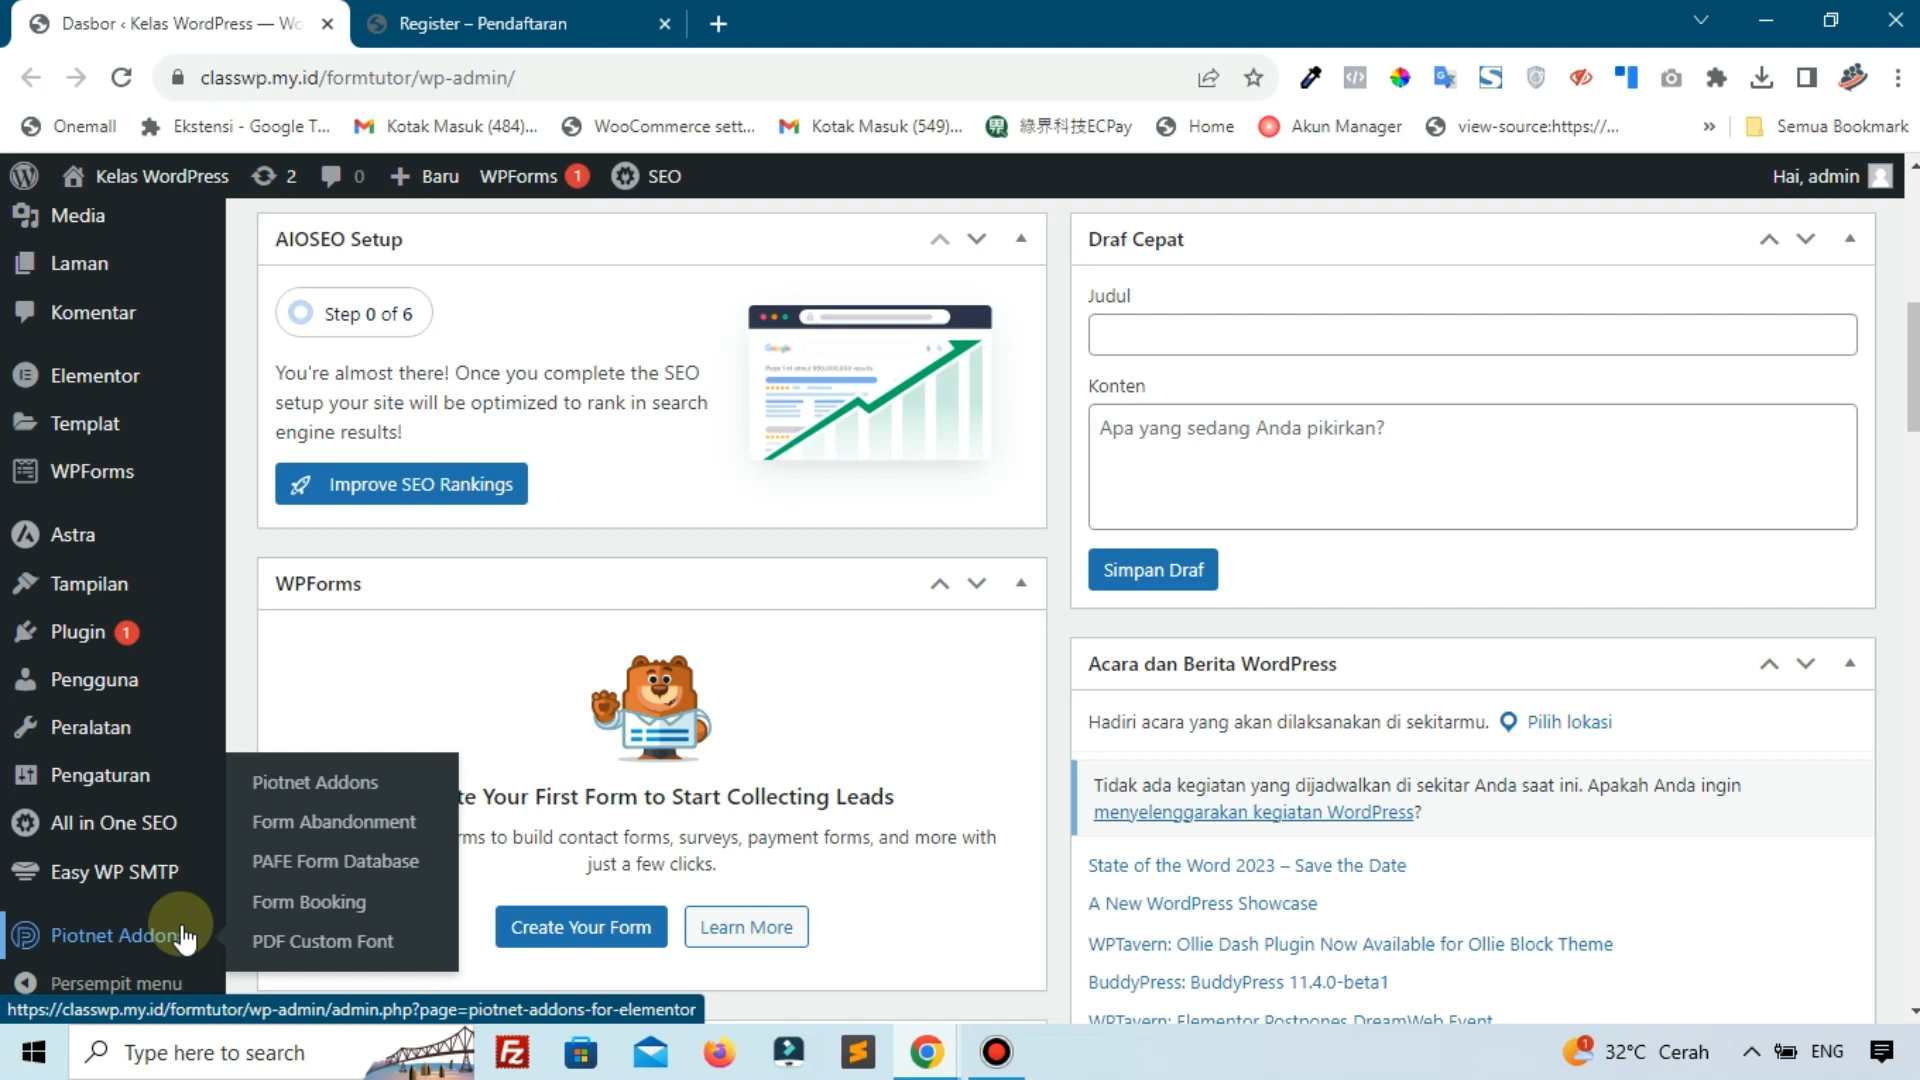 Dasbor ‹ Kelas WordPress — Wo
Register – Pendaftaran
classwp.my.id/formtutor/wp-admin/
Onemall
Ekstensi - Google T...
Kotak Masuk (484)...
WooCommerce sett...
Kotak Masuk (549)...
綠界科技ECPay
Home
Akun Manager
view-source:https://...
»
Semua Bookmark
Kelas WordPress
2
0
Baru
WPForms 1
SEO
Hai, admin
Media
Laman
Komentar
Elementor
Templat
WPForms
Astra
Tampilan
Plugin 1
Pengguna
Peralatan
Pengaturan
All in One SEO
Easy WP SMTP
Piotnet Addons
Persempit menu
Piotnet Addons
Form Abandonment
PAFE Form Database
Form Booking
PDF Custom Font
AIOSEO Setup
Step 0 of 6
You're almost there! Once you complete the SEO
setup your site will be optimized to rank in search
engine results!
Google
Improve SEO Rankings
WPForms
te Your First Form to Start Collecting Leads
rms to build contact forms, surveys, payment forms, and more with
just a few clicks.
Create Your Form
Learn More
Draf Cepat
Judul
Konten
Apa yang sedang Anda pikirkan?
Simpan Draf
Acara dan Berita WordPress
Hadiri acara yang akan dilaksanakan di sekitarmu. Pilih lokasi
Tidak ada kegiatan yang dijadwalkan di sekitar Anda saat ini. Apakah Anda ingin
menyelenggarakan kegiatan WordPress?
State of the Word 2023 – Save the Date
A New WordPress Showcase
WPTavern: Ollie Dash Plugin Now Available for Ollie Block Theme
BuddyPress: BuddyPress 11.4.0-beta1
WPTavern: Elementor Postpones DreamWeb Event
https://classwp.my.id/formtutor/wp-admin/admin.php?page=piotnet-addons-for-elementor
Type here to search
1
32°C Cerah
ENG